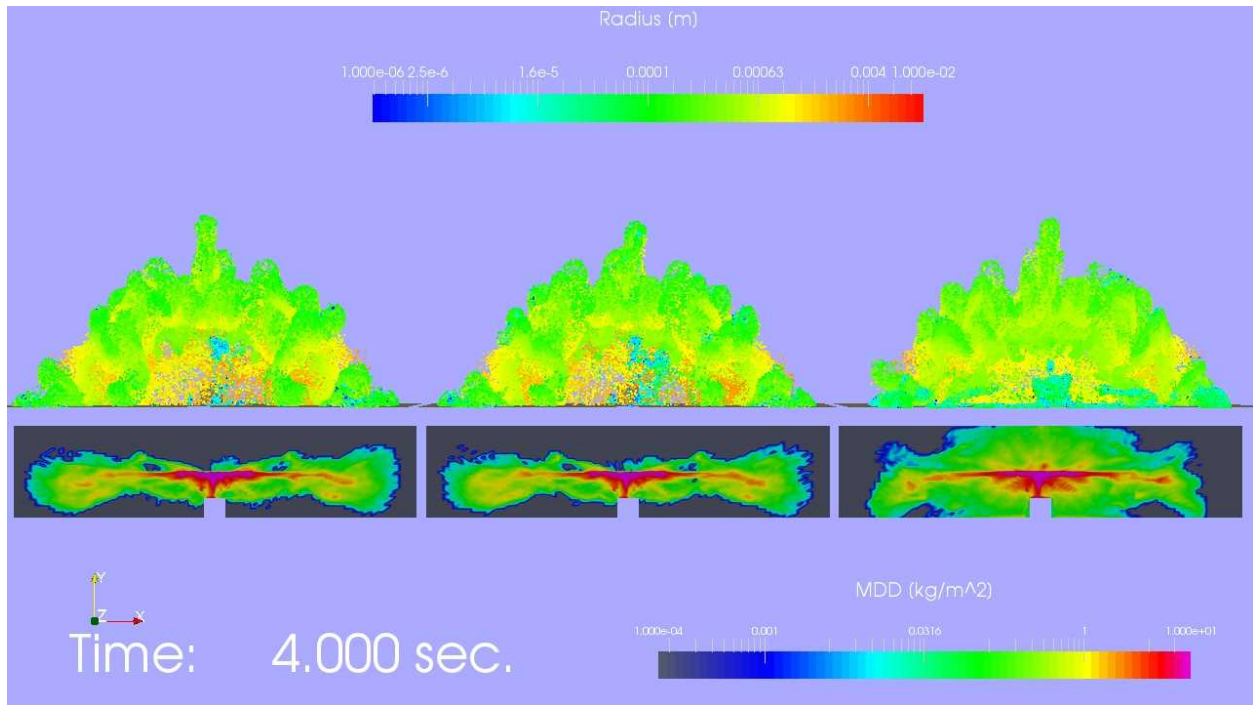 Radius (m)
1.000e-06 2.5e-6 1.6e-5 0.0001 0.00063 0.004 1.000e-02
MDD (kg/m^2)
1.000e-04 0.001 0.0316 1 1.000e+01
Y
Z X
Time: 4.000 sec.